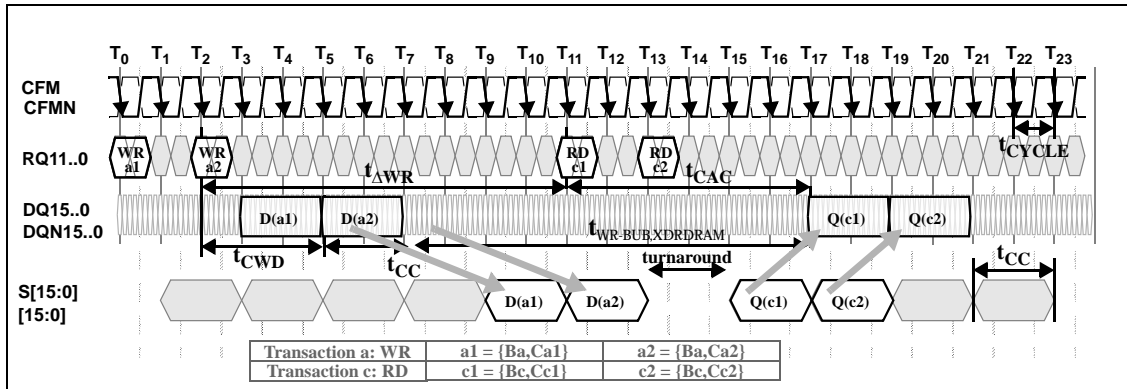 T0 T1 T2 T3 T4 T5 T6 T7 T8 T9 T10 T11 T12 T13 T14 T15 T16 T17 T18 T19 T20 T21 T22 T23
CFM
CFMN
RQ11..0 WR a1 WR a2 RD c1 RD c2 tCYCLE
tΔWR tCAC
DQ15..0
DQN15..0 D(a1) D(a2) Q(c1) Q(c2)
tCWD tCC tWR-BUB,XDRDRAM
turnaround tCC
S[15:0]
[15:0] D(a1) D(a2) Q(c1) Q(c2)
Transaction a: WR a1 = {Ba,Ca1} a2 = {Ba,Ca2}
Transaction c: RD c1 = {Bc,Cc1} c2 = {Bc,Cc2}